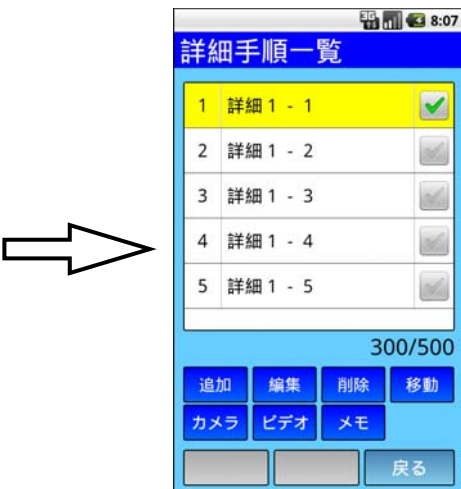 3G 8:07
詳細手順一覧
1 詳細1 - 1
2 詳細1 - 2
3 詳細1 - 3
4 詳細1 - 4
5 詳細1 - 5
300/500
追加 編集 削除 移動
カメラ ビデオ メモ
戻る